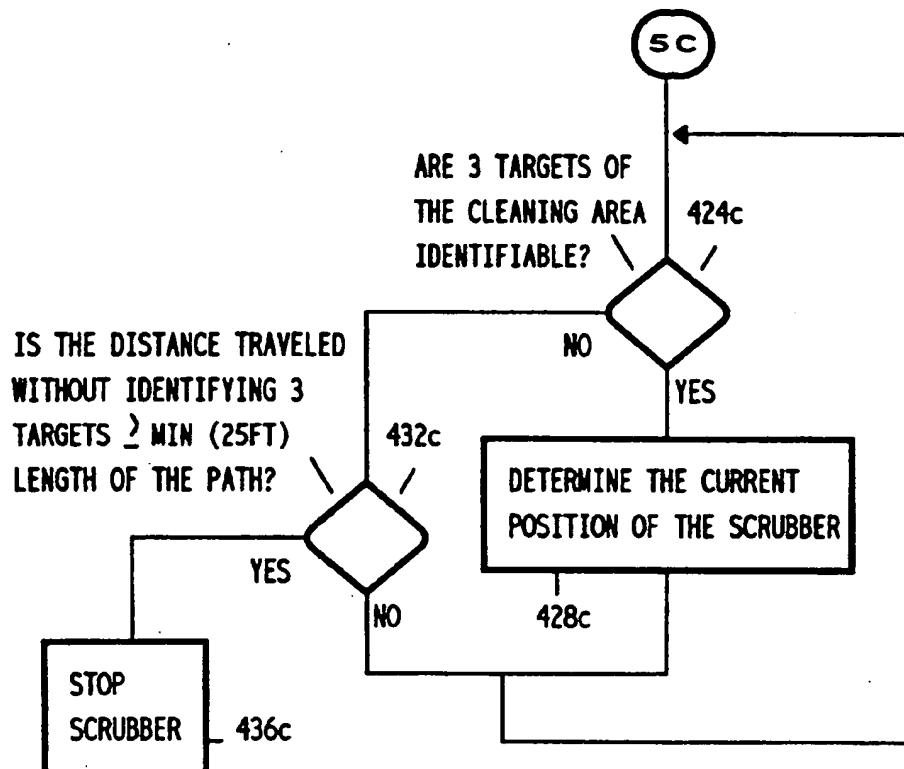 5C
ARE 3 TARGETS OF
THE CLEANING AREA
IDENTIFIABLE?
424c
NO
YES
IS THE DISTANCE TRAVELED
WITHOUT IDENTIFYING 3
TARGETS ≥ MIN (25FT)
LENGTH OF THE PATH?
432c
YES
NO
DETERMINE THE CURRENT
POSITION OF THE SCRUBBER
428c
STOP
SCRUBBER
436c